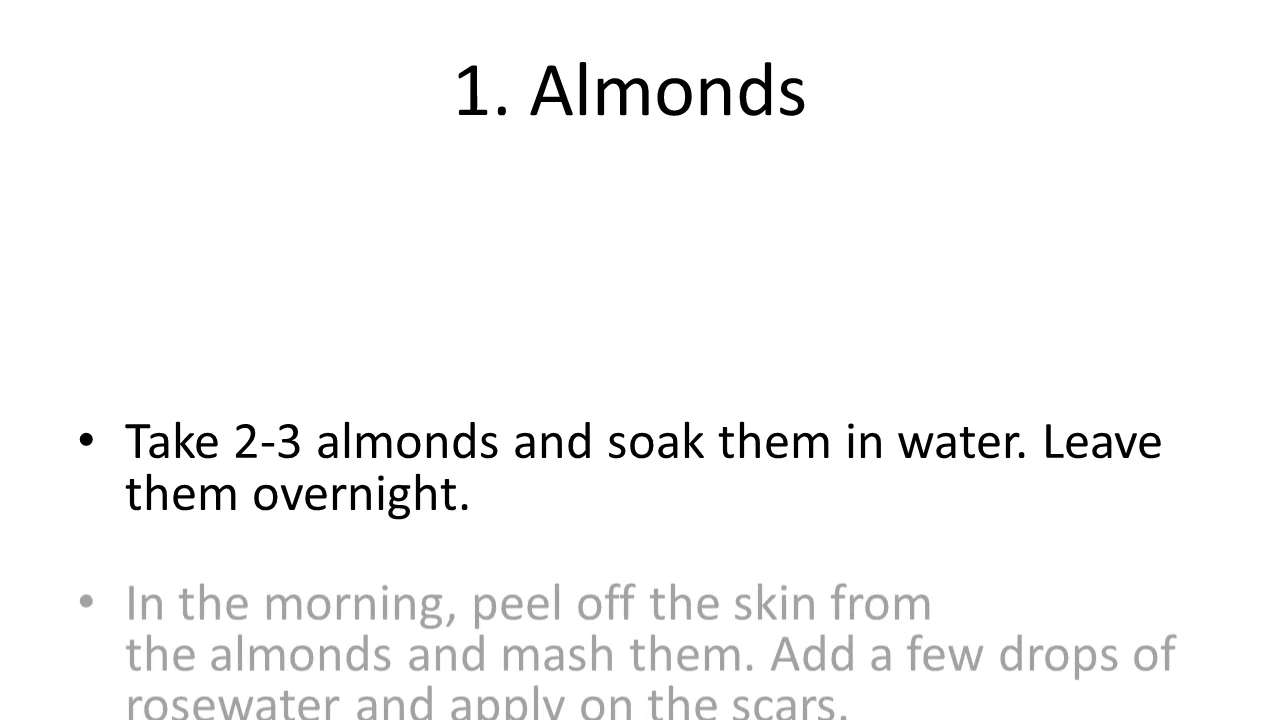 1. Almonds
• Take 2-3 almonds and soak them in water. Leave
them overnight.
• In the morning, peel off the skin from
the almonds and mash them. Add a few drops of
rosewater and apply on the scars.